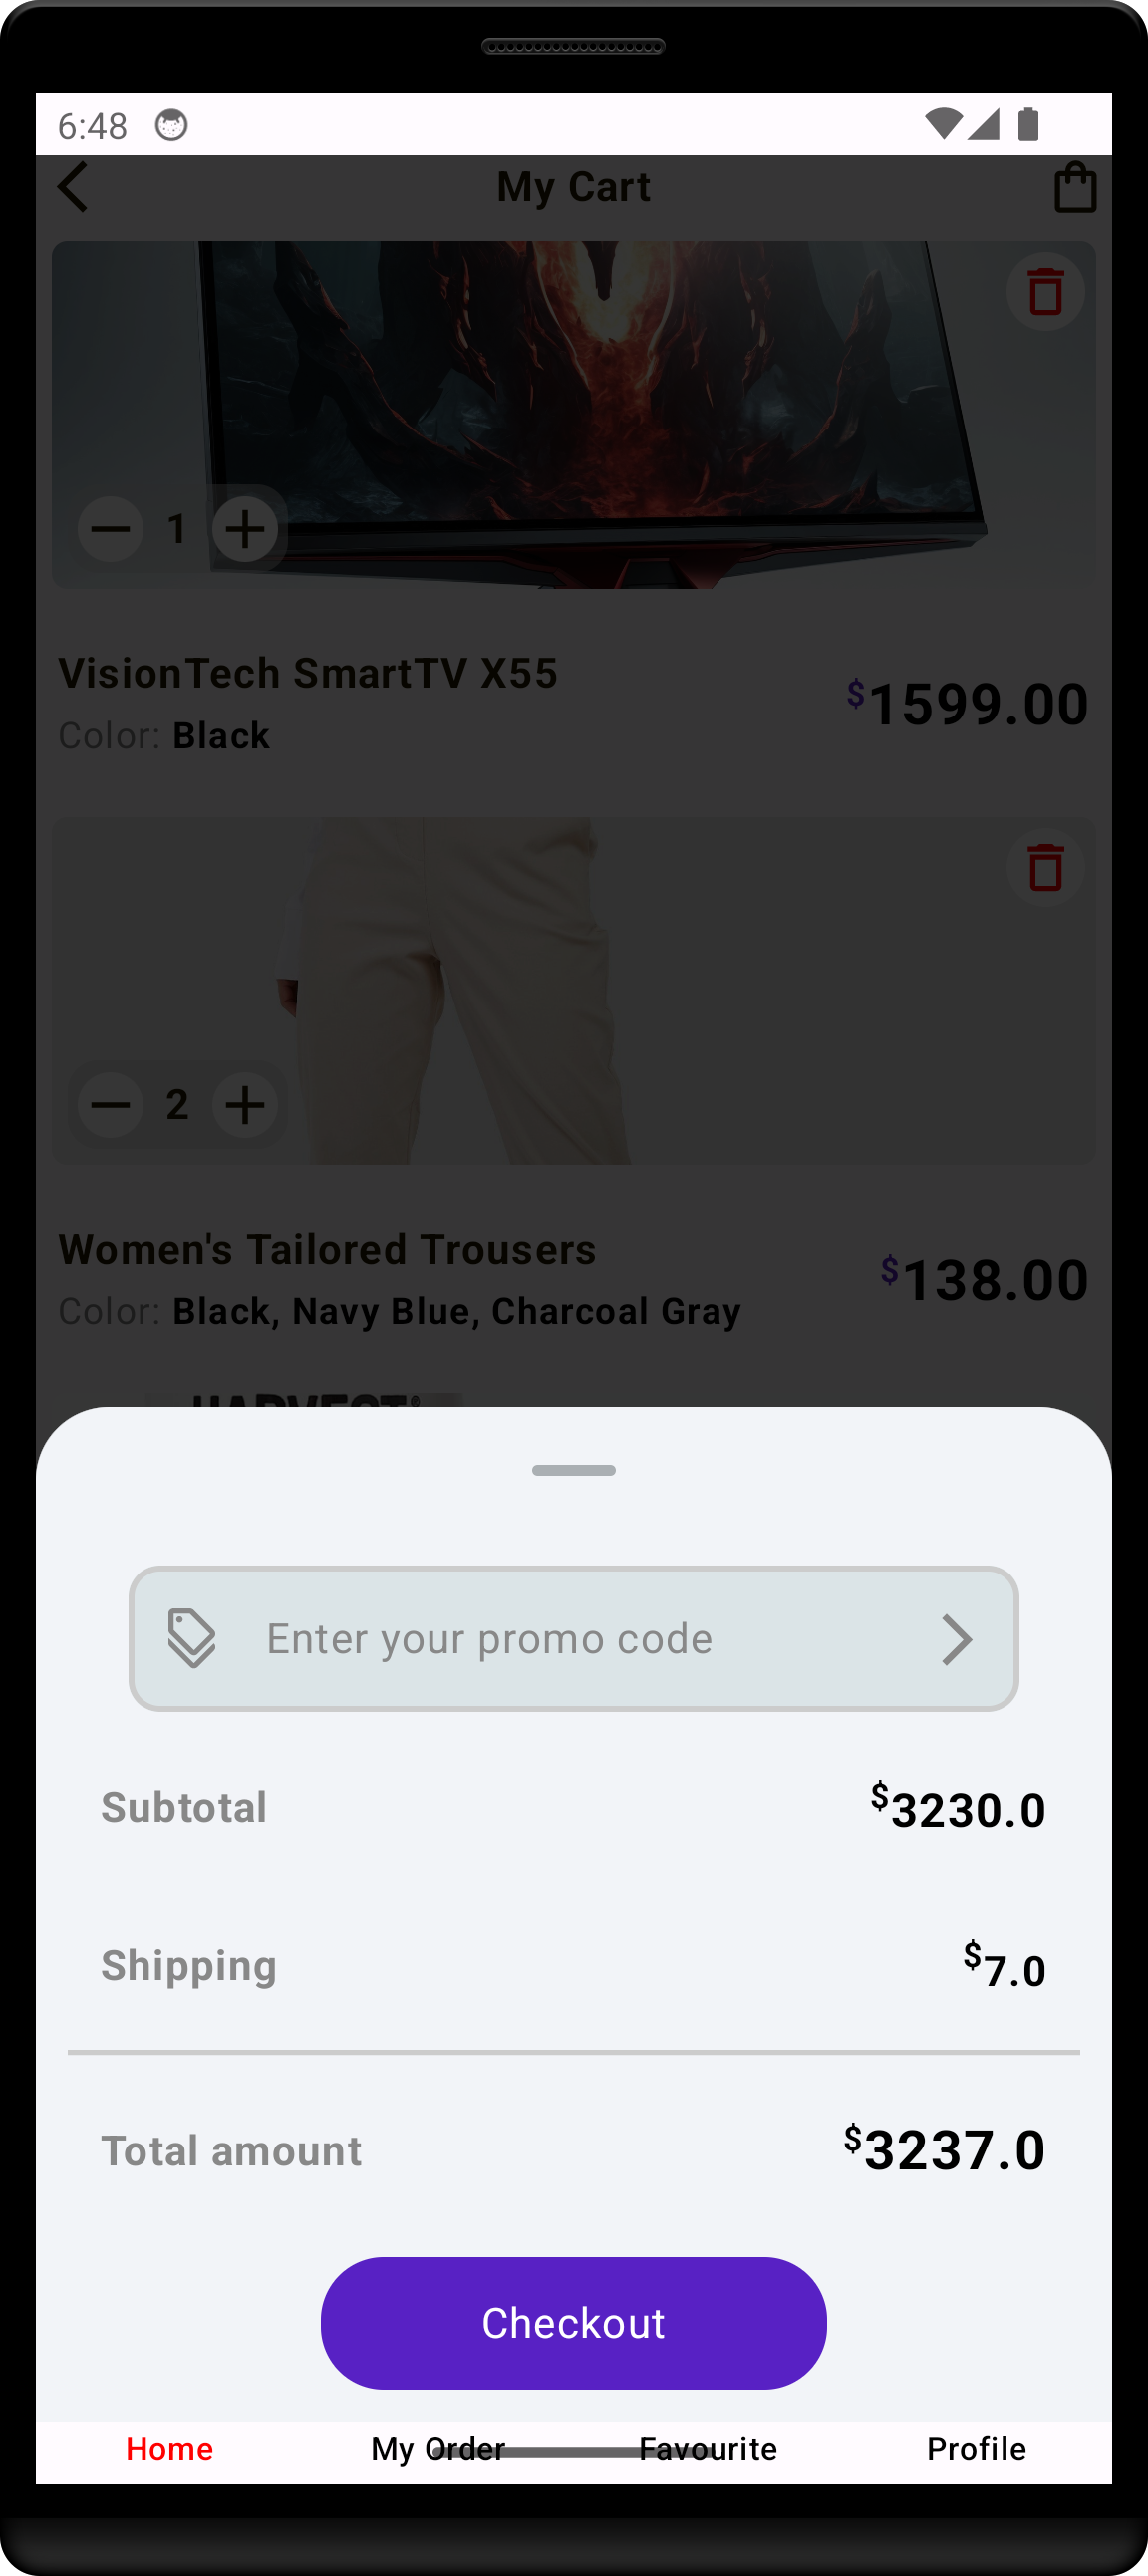 6:48
My Cart
1
VisionTech SmartTV X55
$1599.00
Color: Black
2
Women's Tailored Trousers
$138.00
Color: Black, Navy Blue, Charcoal Gray
HARVEST®
Enter your promo code
Subtotal
$3230.0
Shipping
$7.0
Total amount
$3237.0
Checkout
Home
My Order
Favourite
Profile